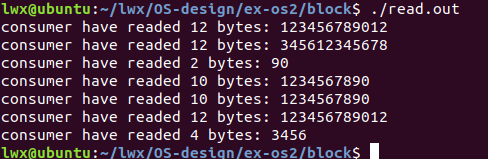 lwx@ubuntu:~/lwx/OS-design/ex-os2/block$ ./read.out
consumer have readed 12 bytes: 123456789012
consumer have readed 12 bytes: 345612345678
consumer have readed 2 bytes: 90
consumer have readed 10 bytes: 1234567890
consumer have readed 10 bytes: 1234567890
consumer have readed 12 bytes: 123456789012
consumer have readed 4 bytes: 3456
lwx@ubuntu:~/lwx/OS-design/ex-os2/block$